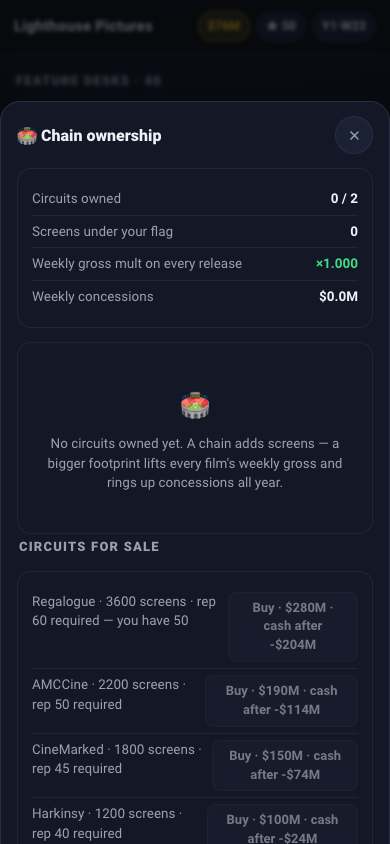 Lighthouse Pictures
$76M
★ 50
Y1·W23
FEATURE DESKS · 40
Chain ownership
×
Circuits owned
0 / 2
Screens under your flag
0
Weekly gross mult on every release
×1.000
Weekly concessions
$0.0M
No circuits owned yet. A chain adds screens — a
bigger footprint lifts every film's weekly gross and
rings up concessions all year.
CIRCUITS FOR SALE
Regalogue · 3600 screens · rep
60 required — you have 50
Buy · $280M ·
cash after
-$204M
AMCCine · 2200 screens ·
rep 50 required
Buy · $190M · cash
after -$114M
CineMarked · 1800 screens ·
rep 45 required
Buy · $150M · cash
after -$74M
Harkinsy · 1200 screens ·
rep 40 required
Buy · $100M · cash
after -$24M